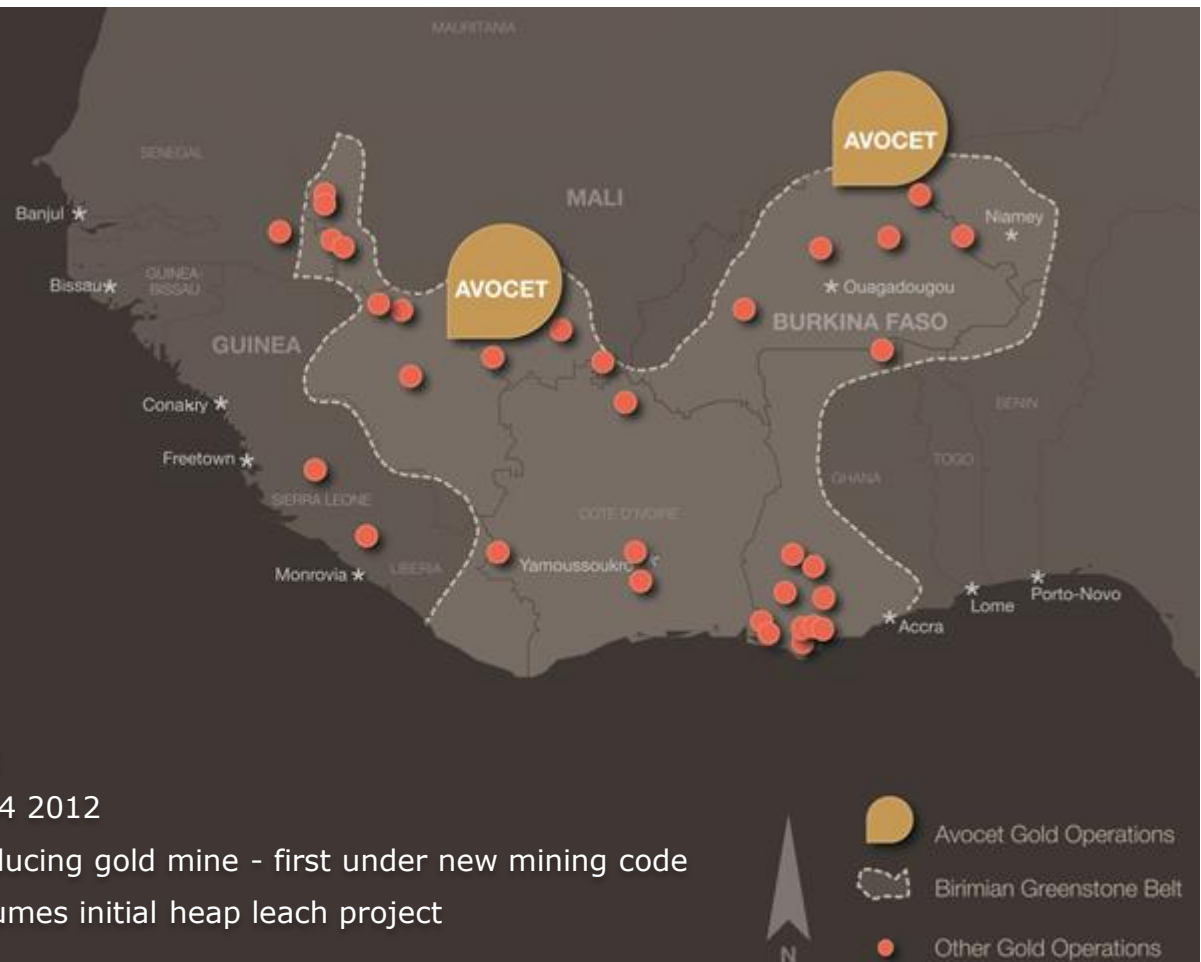 MAURITANIA
SENEGAL
AVOCET
MALI
Banjul
Niamey
GUINEA-
BISSAU
Bissau
AVOCET
Ouagadougou
BURKINA FASO
GUINEA
Conakry
BENIN
Freetown
TOGO
GHANA
SIERRA LEONE
COTE D'IVOIRE
Yamoussoukro
Monrovia
LIBERIA
Porto-Novo
Lome
Accra
4 2012
ducing gold mine - first under new mining code
umes initial heap leach project
Avocet Gold Operations
Birimian Greenstone Belt
Other Gold Operations
N